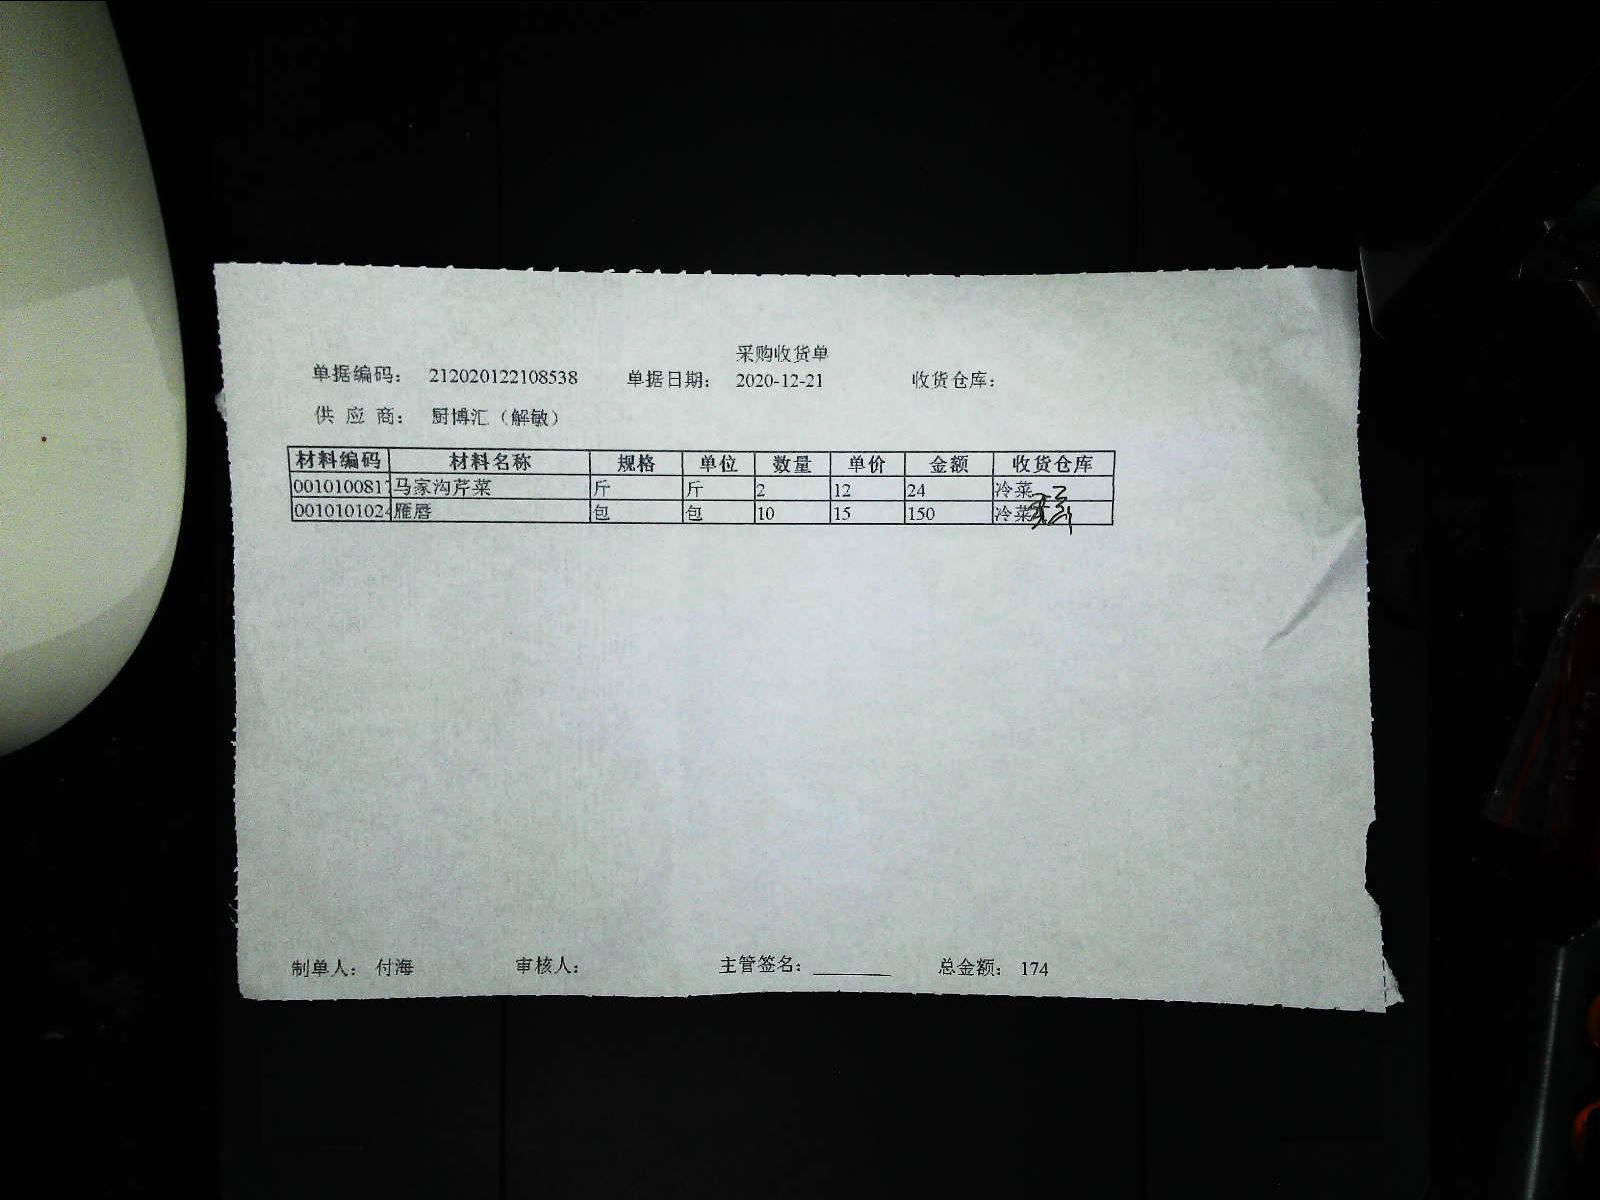 采购收货单
单据编码： 212020122108538 单据日期： 2020-12-21 收货仓库：
供 应 商： 厨博汇（解敏）
材料编码 材料名称 规格 单位 数量 单价 金额 收货仓库
0010100817 马家沟芹菜 斤 斤 2 12 24 冷菜
0010101024 雁唇 包 包 10 15 150 冷菜
制单人： 付海 审核人： 主管签名： 总金额： 174